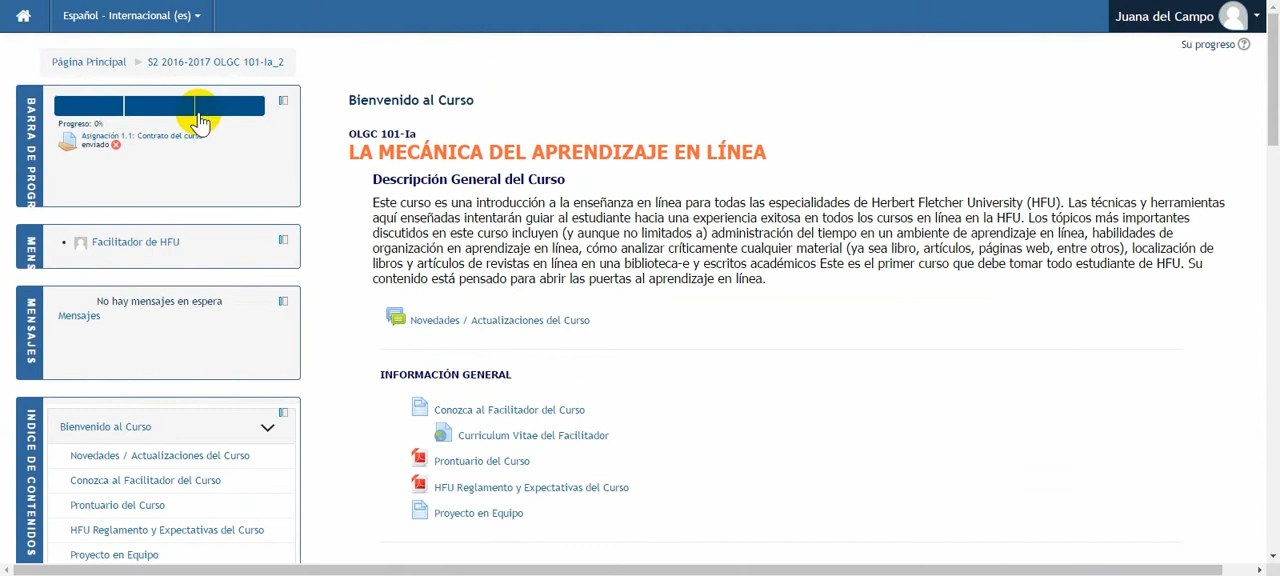 Español - Internacional (es)
Juana del Campo
Su progreso
Página Principal
S2 2016-2017 OLGC 101-Ia_2
BARRA DE PROGR
Progreso: 0%
Asignación 1.1: Contrato del curso
enviado
MENS
Facilitador de HFU
MENSAJES
No hay mensajes en espera
Mensajes
INDICE DE CONTENIDOS
Bienvenido al Curso
Novedades / Actualizaciones del Curso
Conozca al Facilitador del Curso
Prontuario del Curso
HFU Reglamento y Expectativas del Curso
Proyecto en Equipo
Bienvenido al Curso
OLGC 101-Ia
LA MECÁNICA DEL APRENDIZAJE EN LÍNEA
Descripción General del Curso
Este curso es una introducción a la enseñanza en línea para todas las especialidades de Herbert Fletcher University (HFU). Las técnicas y herramientas
aquí enseñadas intentarán guiar al estudiante hacia una experiencia exitosa en todos los cursos en línea en la HFU. Los tópicos más importantes
discutidos en este curso incluyen (y aunque no limitados a) administración del tiempo en un ambiente de aprendizaje en línea, habilidades de
organización en aprendizaje en línea, cómo analizar críticamente cualquier material (ya sea libro, artículos, páginas web, entre otros), localización de
libros y artículos de revistas en línea en una biblioteca-e y escritos académicos Este es el primer curso que debe tomar todo estudiante de HFU. Su
contenido está pensado para abrir las puertas al aprendizaje en línea.
Novedades / Actualizaciones del Curso
INFORMACIÓN GENERAL
Conozca al Facilitador del Curso
Curriculum Vitae del Facilitador
Prontuario del Curso
HFU Reglamento y Expectativas del Curso
Proyecto en Equipo